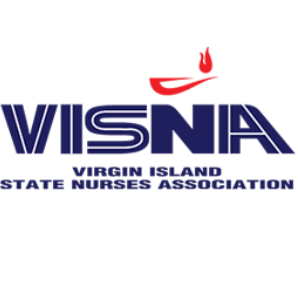 VISNA
VIRGIN ISLAND
STATE NURSES ASSOCIATION